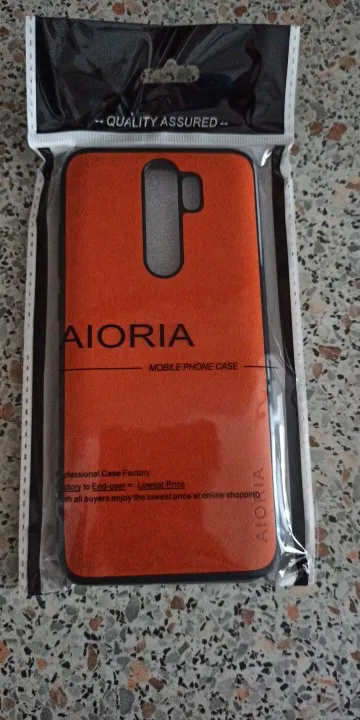 -- QUALITY ASSURED --
AIORIA
MOBILE PHONE CASE
Professional Case Factory
Factory to End-user = Lowest Price
With all buyers enjoy the lowest price at online shopping
AIORIA